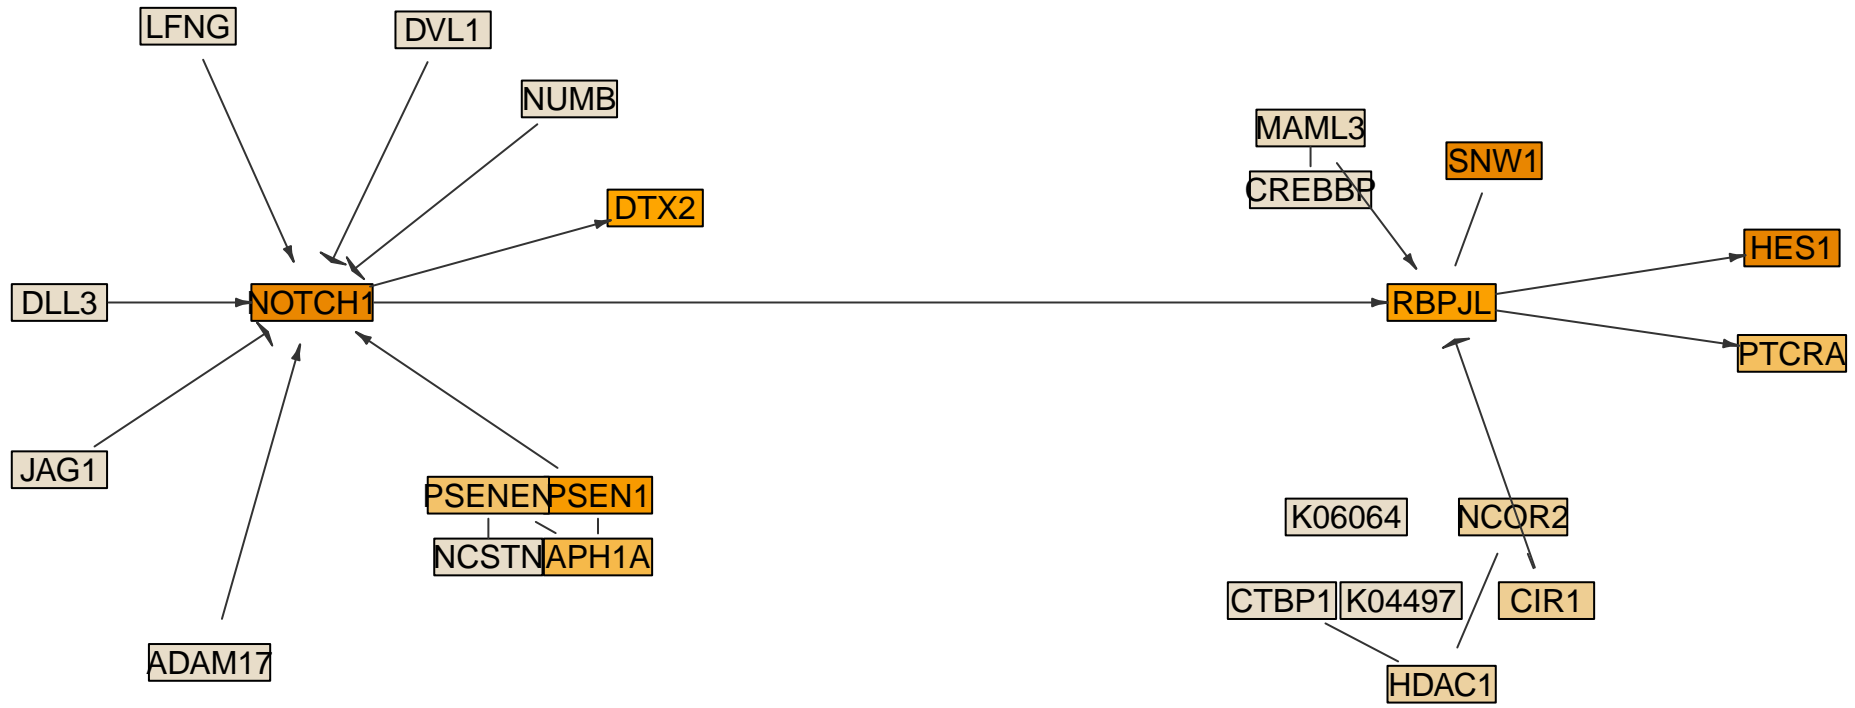 LFNG
DVL1
NUMB
MAML3
SNW1
CREBBP
DTX2
HES1
DLL3
NOTCH1
RBPJL
PTCRA
JAG1
PSENEN
PSEN1
K06064
NCOR2
NCSTN
APH1A
CTBP1
K04497
CIR1
ADAM17
HDAC1